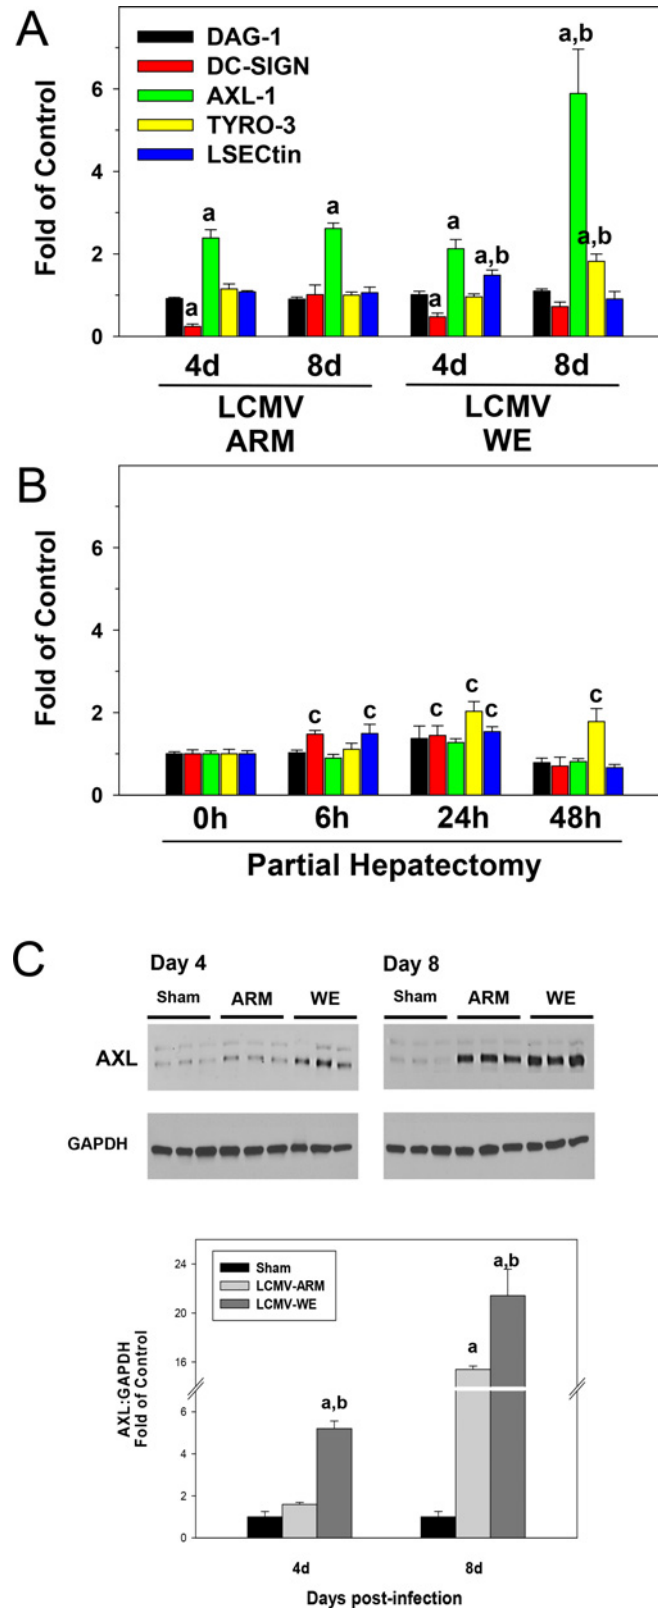 A
DAG-1
DC-SIGN
AXL-1
TYRO-3
LSECtin
Fold of Control
6
4
2
0
a
a
a
a
a
a,b
a,b
a,b
4d
8d
4d
8d
LCMV
ARM
LCMV
WE
B
Fold of Control
6
4
2
0
c
c
c
c
c
c
0h
6h
24h
48h
Partial Hepatectomy
C
Day 4
Day 8
Sham
ARM
WE
Sham
ARM
WE
AXL
GAPDH
Sham
LCMV-ARM
LCMV-WE
AXL:GAPDH
Fold of Control
24
20
16
6
4
2
0
a,b
a
a,b
4d
8d
Days post-infection